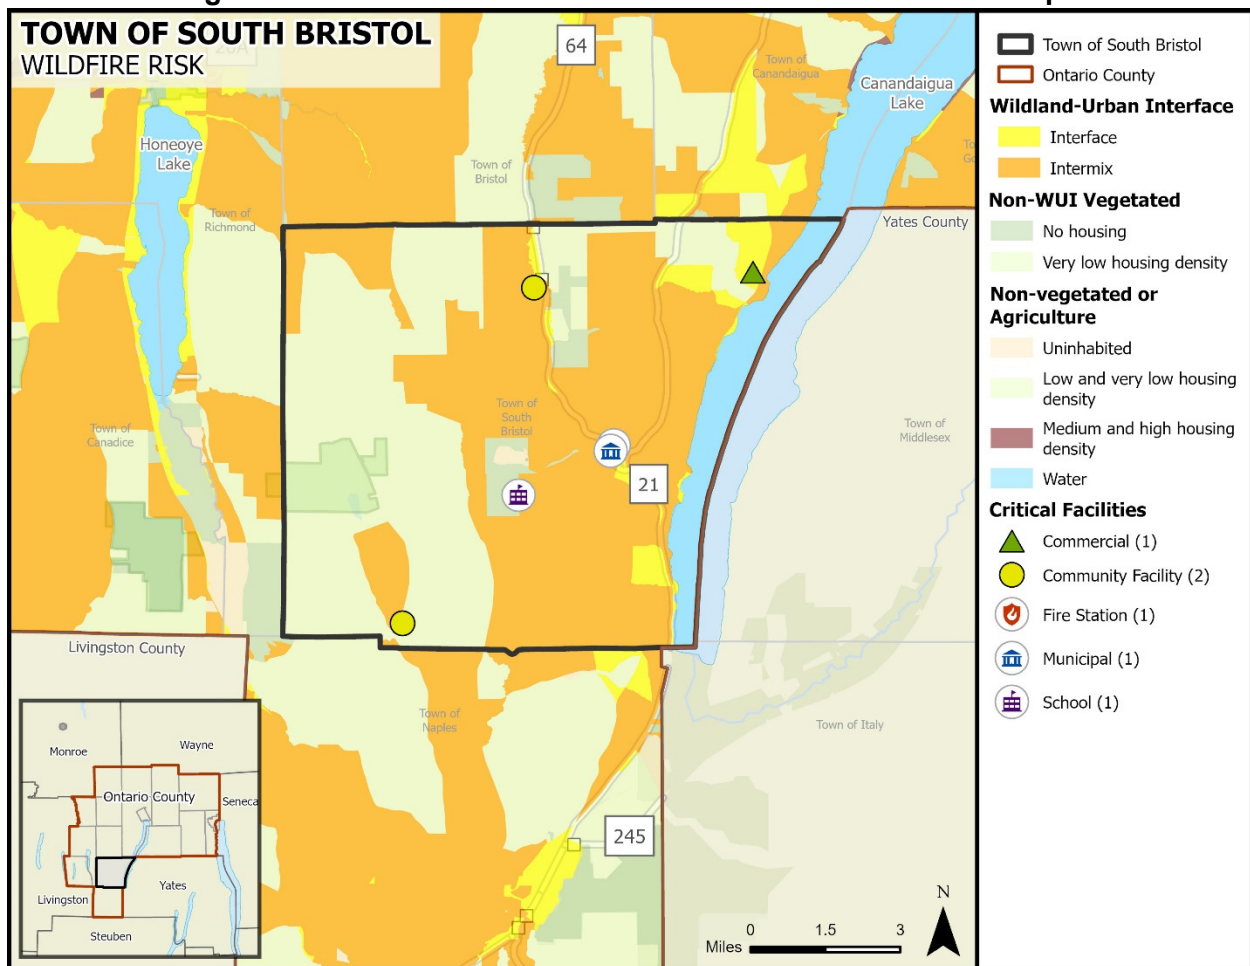 TOWN OF SOUTH BRISTOL
WILDFIRE RISK
64
Town of
Canandaigua
Canandaigua
Lake
Honeoye
Lake
Town of
Bristol
Town of
Richmond
Yates County
Town of
South
Bristol
Town of
Canadice
Town of
Middlesex
21
Livingston County
Town of
Naples
Town of Italy
245
Monroe
Wayne
Ontario County
Seneca
Livingston
Yates
Steuben
N
0 1.5 3
Miles
Town of South Bristol
Ontario County
Wildland-Urban Interface
Interface
Intermix
Non-WUI Vegetated
No housing
Very low housing density
Non-vegetated or
Agriculture
Uninhabited
Low and very low housing
density
Medium and high housing
density
Water
Critical Facilities
Commercial (1)
Community Facility (2)
Fire Station (1)
Municipal (1)
School (1)